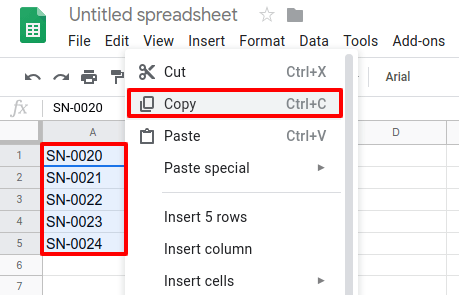 Untitled spreadsheet
File Edit View Insert Format Data Tools Add-ons
Arial
fx SN-0020
A D
1 SN-0020
2 SN-0021
3 SN-0022
4 SN-0023
5 SN-0024
6
7
Cut Ctrl+X
Copy Ctrl+C
Paste Ctrl+V
Paste special
Insert 5 rows
Insert column
Insert cells